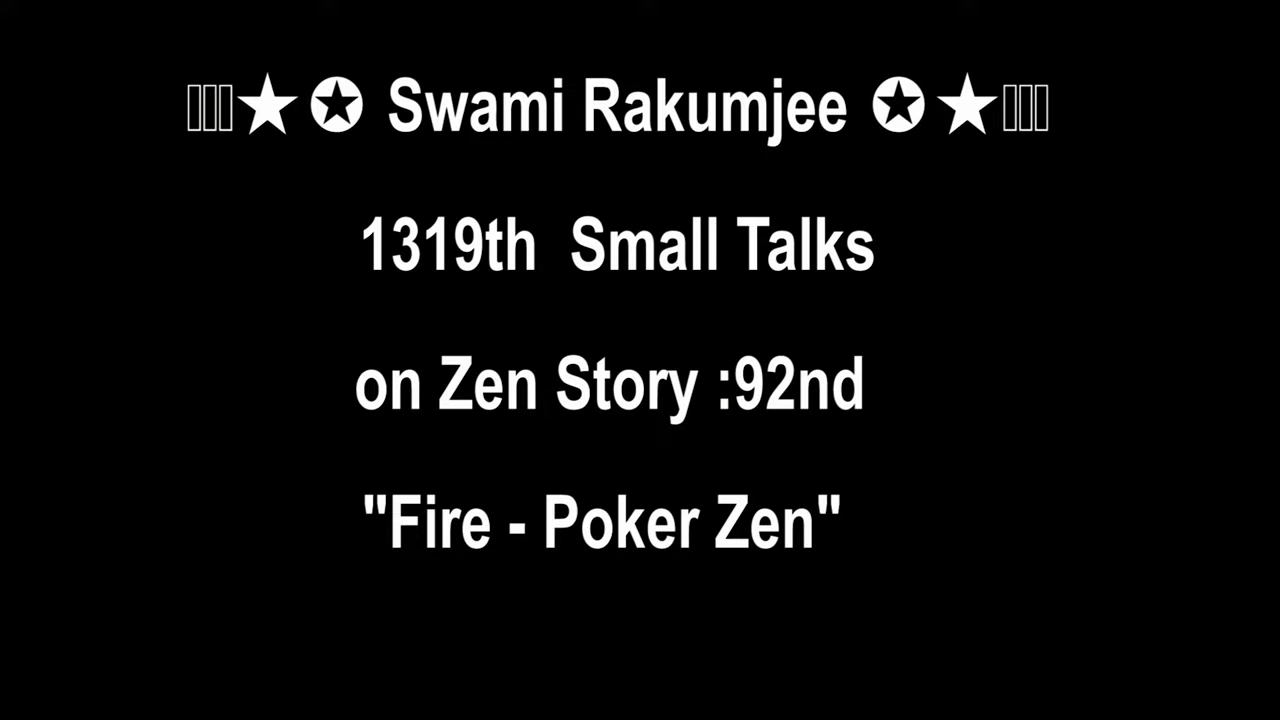 ★✪ Swami Rakumjee ✪★
1319th Small Talks
on Zen Story :92nd
"Fire - Poker Zen"